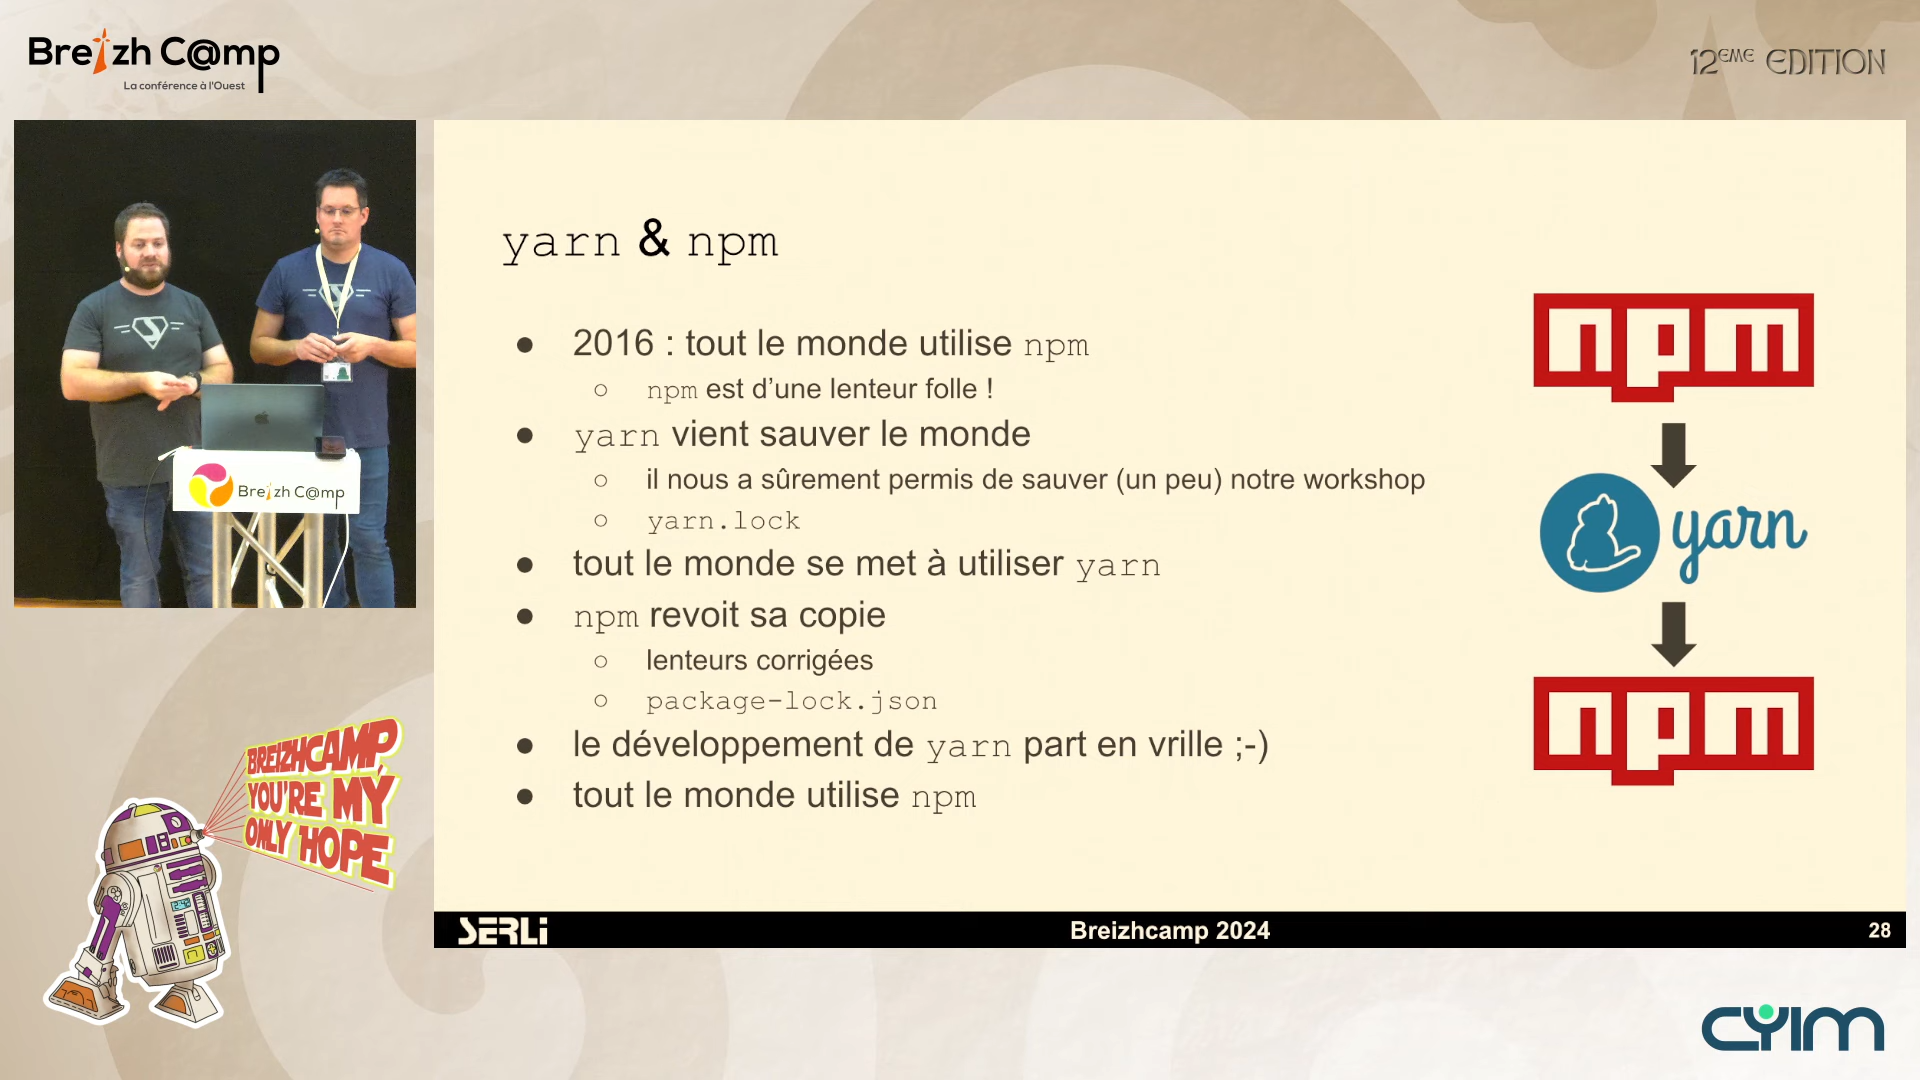 Breizh C@mp
La conférence à l'Ouest
12EME EDITION
yarn & npm
● 2016 : tout le monde utilise npm
○ npm est d'une lenteur folle !
● yarn vient sauver le monde
○ il nous a sûrement permis de sauver (un peu) notre workshop
○ yarn.lock
● tout le monde se met à utiliser yarn
● npm revoit sa copie
○ lenteurs corrigées
○ package-lock.json
● le développement de yarn part en vrille ;-)
● tout le monde utilise npm
npm
yarn
npm
Breizh C@mp
BREIZHCAMP,
YOU'RE MY
ONLY HOPE
SERLi
Breizhcamp 2024
28
CYIM